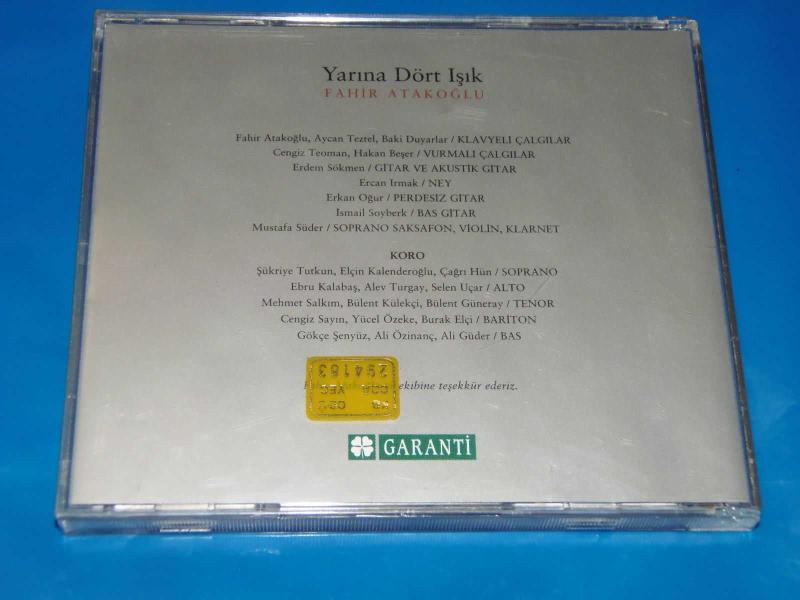 Yarına Dört Işık
FAHİR ATAKOĞLU
Fahir Atakoğlu, Aycan Teztel, Baki Duyarlar / KLAVYELİ ÇALGILAR
Cengiz Teoman, Hakan Beşer / VURMALI ÇALGILAR
Erdem Sökmen / GİTAR VE AKUSTİK GİTAR
Ercan Irmak / NEY
Erkan Oğur / PERDESİZ GİTAR
Ismail Soyberk / BAS GİTAR
Mustafa Süder / SOPRANO SAKSAFON, VİOLİN, KLARNET
KORO
Şükriye Tutkun, Elçin Kalenderoğlu, Çağrı Hün / SOPRANO
Ebru Kalabaş, Alev Turgay, Selen Uçar / ALTO
Mehmet Salkım, Bülent Külekçi, Bülent Güneray / TENOR
Cengiz Sayın, Yücel Özeke, Burak Elçi / BARİTON
Gökçe Şenyüz, Ali Özinanç, Ali Güder / BAS
294183
ekibine teşekkür ederiz.
GARANTİ